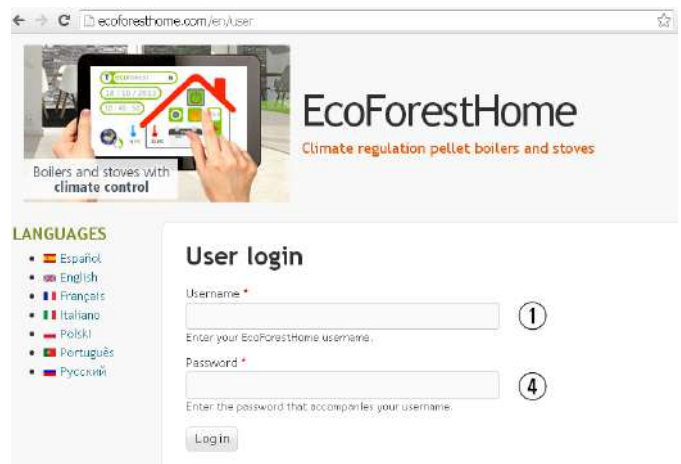 ecoforesthome.com/en/user
EcoForestHome
Climate regulation pellet boilers and stoves
Boilers and stoves with
climate control
LANGUAGES
Español
English
Français
Italiano
Polski
Português
Русский
User login
Username *
1
Enter your EcoForestHome username.
Password *
4
Enter the password that accompanies your username.
Log in